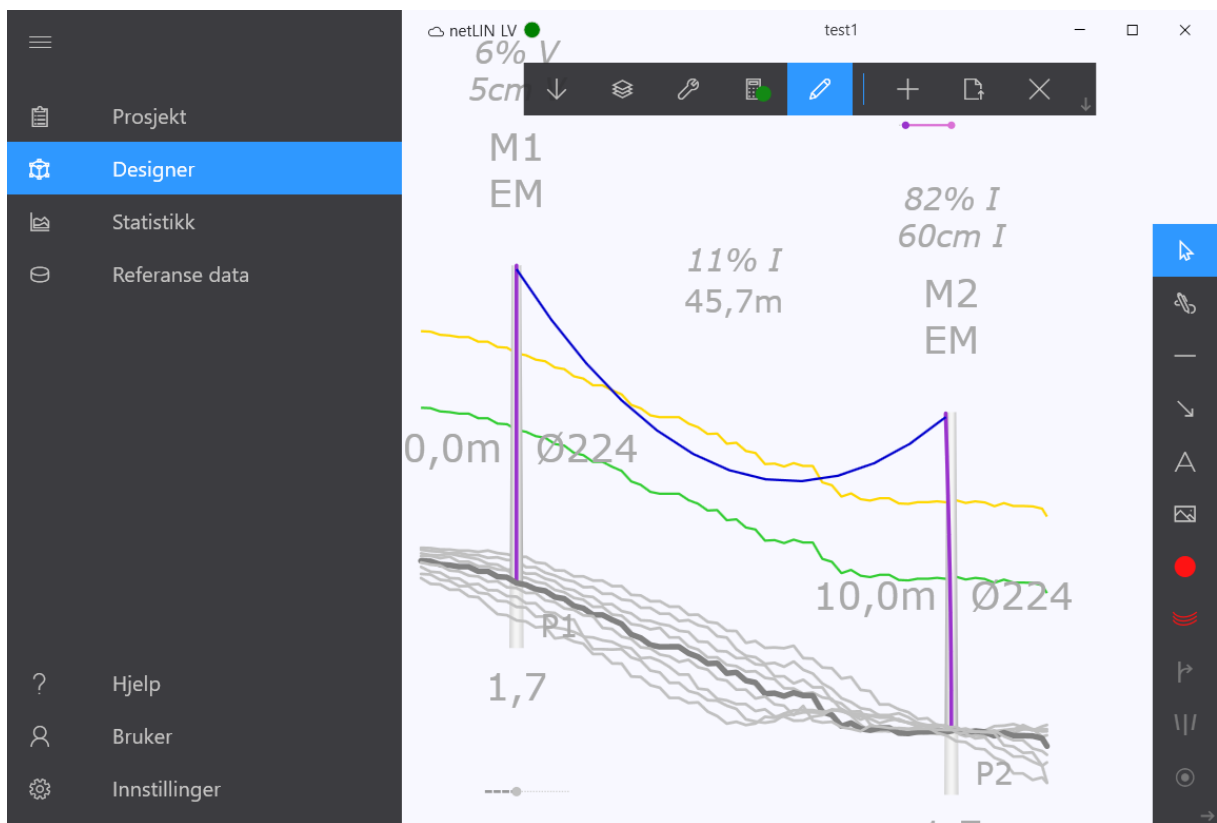 netLIN LV
test1
Prosjekt
Designer
Statistikk
Referanse data
Hjelp
Bruker
Innstillinger
6% V
5cm
M1
EM
11% I
45,7m
82% I
60cm I
M2
EM
0,0m Ø224
10,0m Ø224
P1
1,7
P2